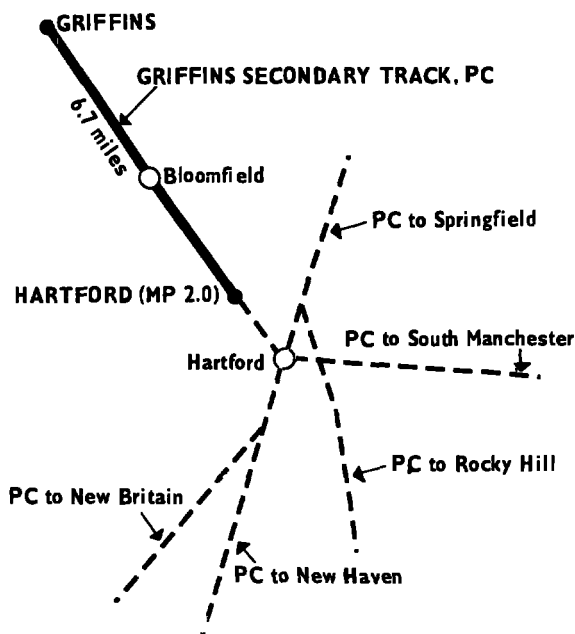 GRIFFINS
GRIFFINS SECONDARY TRACK, PC
6.7 miles
Bloomfield
PC to Springfield
HARTFORD (MP 2.0)
PC to South Manchester
Hartford
PC to Rocky Hill
PC to New Britain
PC to New Haven